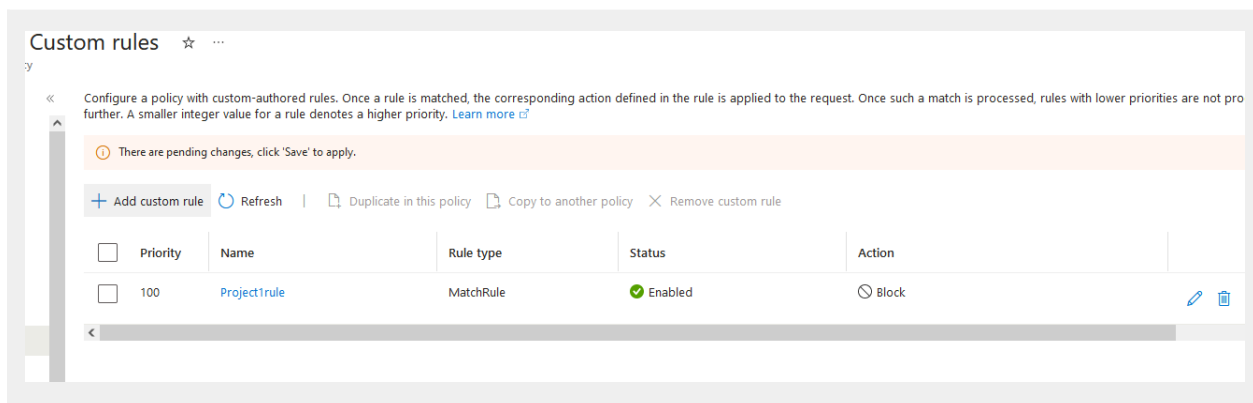 Custom rules
cy
Configure a policy with custom-authored rules. Once a rule is matched, the corresponding action defined in the rule is applied to the request. Once such a match is processed, rules with lower priorities are not pro
further. A smaller integer value for a rule denotes a higher priority. Learn more
There are pending changes, click 'Save' to apply.
Add custom rule Refresh | Duplicate in this policy Copy to another policy Remove custom rule
Priority Name Rule type Status Action
100 Project1rule MatchRule Enabled Block